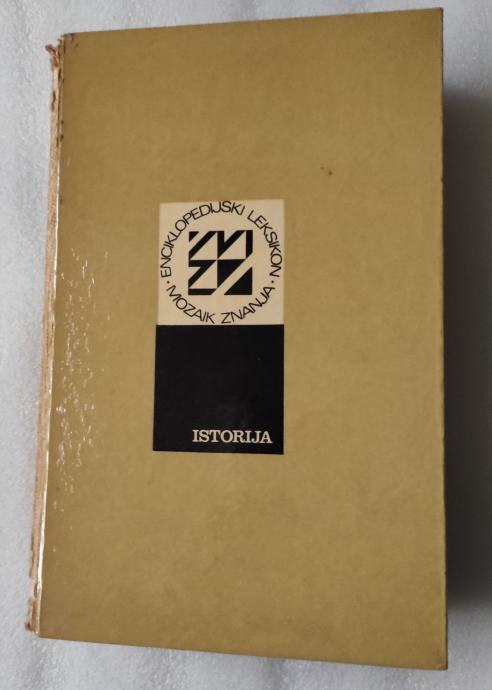 • ENCIKLOPEDIJSKI LEKSIKON •
MOZAIK ZNANJA
ISTORIJA